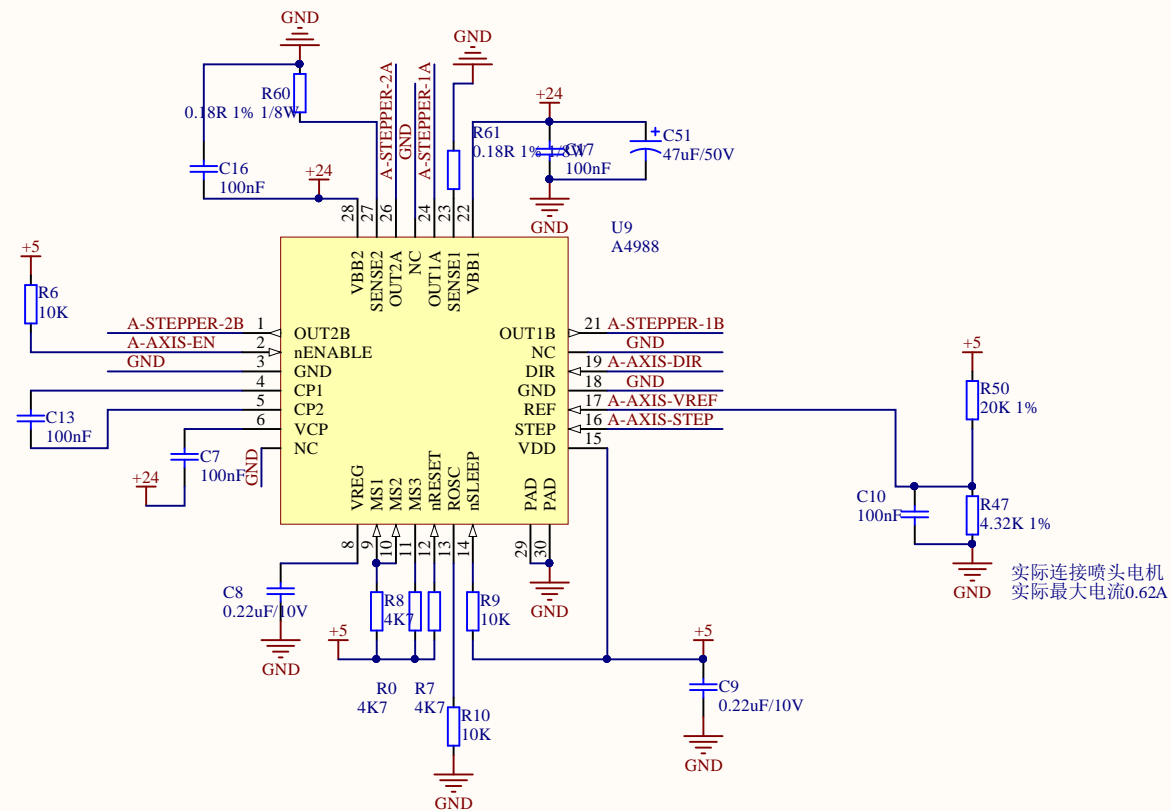 GND
GND
R60
0.18R 1% 1/8W
A-STEPPER-2A
GND
A-STEPPER-1A
+24
R61
0.18R 1% 1/8W
C17
100nF
C51
47uF/50V
C16
100nF
+24
GND
28
27
26
24
23
22
U9
A4988
VBB2
SENSE2
OUT2A
NC
OUT1A
SENSE1
VBB1
+5
R6
10K
A-STEPPER-2B
1
OUT2B
A-AXIS-EN
2
nENABLE
GND
3
GND
4
CP1
5
CP2
6
VCP
NC
GND
C13
100nF
C7
100nF
+24
OUT1B
21
A-STEPPER-1B
NC
GND
DIR
19
A-AXIS-DIR
GND
18
GND
REF
17
A-AXIS-VREF
STEP
16
A-AXIS-STEP
VDD
15
+5
R50
20K 1%
C10
100nF
R47
4.32K 1%
GND
实际连接喷头电机
实际最大电流0.62A
VREG
MS1
MS2
MS3
nRESET
ROSC
nSLEEP
PAD
PAD
8
9
10
11
12
13
14
29
30
C8
0.22uF/10V
GND
R8
4K7
R9
10K
GND
+5
+5
R0
4K7
R7
4K7
R10
10K
C9
0.22uF/10V
GND
GND